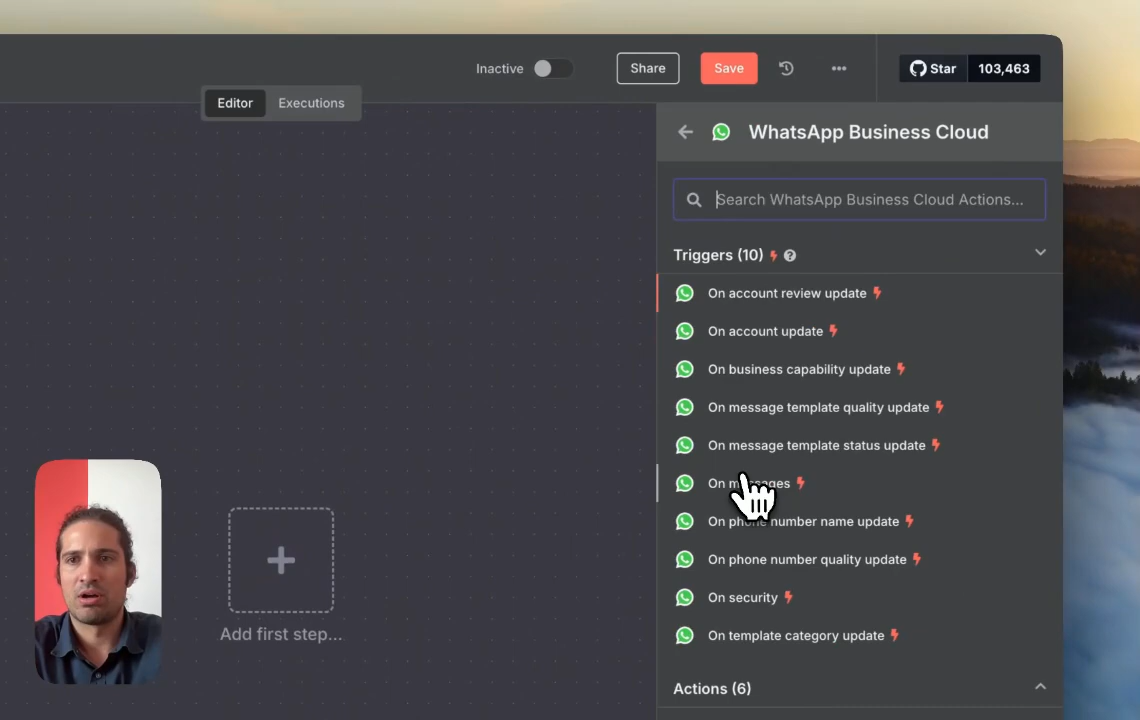 Inactive
Share
Save
Star
103,463
Editor
Executions
WhatsApp Business Cloud
Search WhatsApp Business Cloud Actions...
Triggers (10)
On account review update
On account update
On business capability update
On message template quality update
On message template status update
On messages
On phone number name update
On phone number quality update
On security
On template category update
Add first step...
Actions (6)